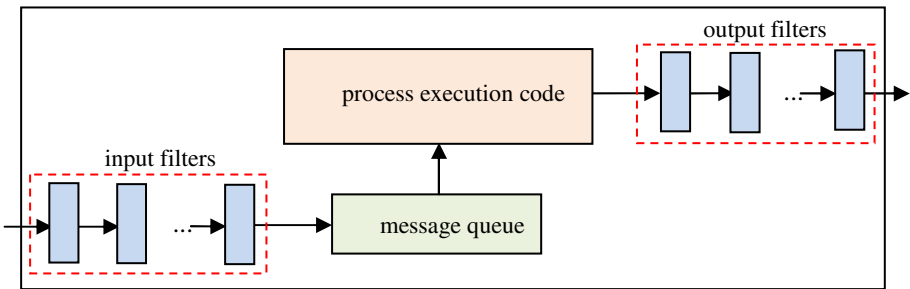 output filters
process execution code
...
input filters
message queue
...